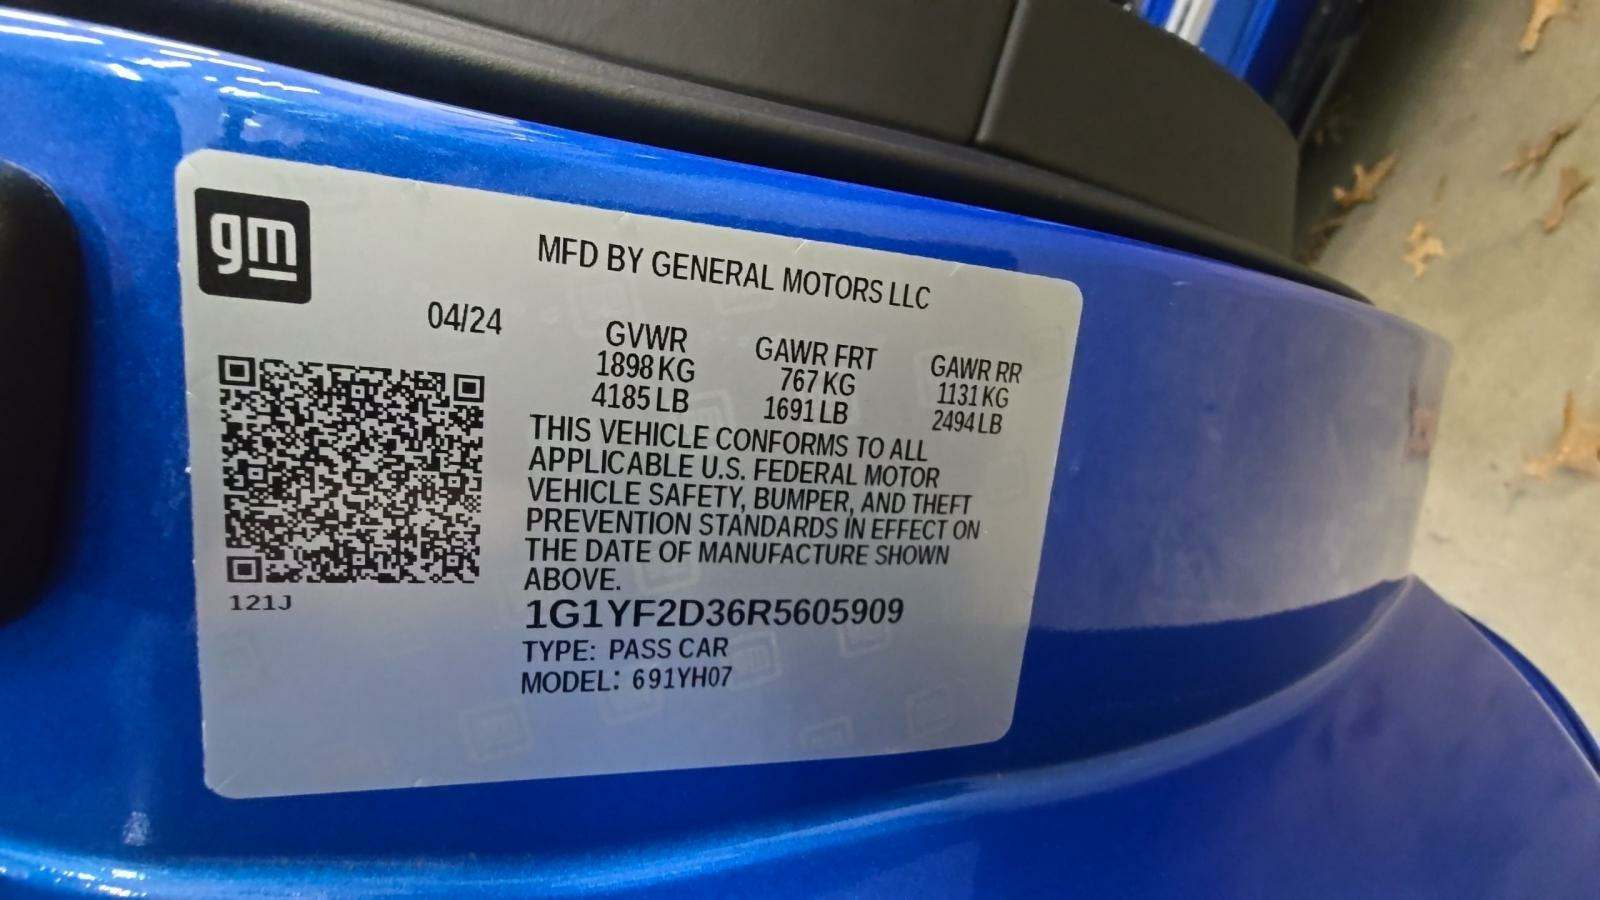 gm
MFD BY GENERAL MOTORS LLC
04/24
GVWR GAWR FRT GAWR RR
1898 KG 767 KG 1131 KG
4185 LB 1691 LB 2494 LB
THIS VEHICLE CONFORMS TO ALL
APPLICABLE U.S. FEDERAL MOTOR
VEHICLE SAFETY, BUMPER, AND THEFT
PREVENTION STANDARDS IN EFFECT ON
THE DATE OF MANUFACTURE SHOWN
ABOVE.
121J
1G1YF2D36R5605909
TYPE: PASS CAR
MODEL: 691YH07